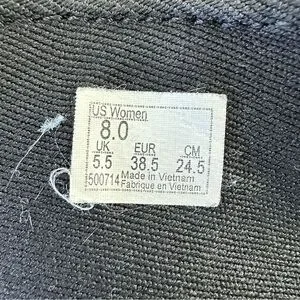 US Women
8.0
UK EUR CM
5.5 38.5 24.5
500714 Made in Vietnam
Fabrique en Vietnam